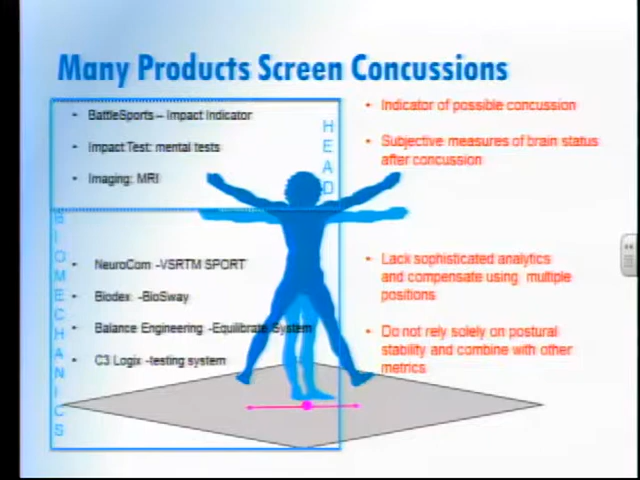 Many Products Screen Concussions
• BattleSports – Impact Indicator
• Impact Test: mental tests
• Imaging: MRI
HEAD
• Indicator of possible concussion
• Subjective measures of brain status
after concussion
BIOMECHANICS
• NeuroCom -VSRTM SPORT
• Biodex -BioSway
• Balance Engineering -Equilibrate System
• C3 Logix -testing system
• Lack sophisticated analytics
and compensate using multiple
positions
• Do not rely solely on postural
stability and combine with other
metrics